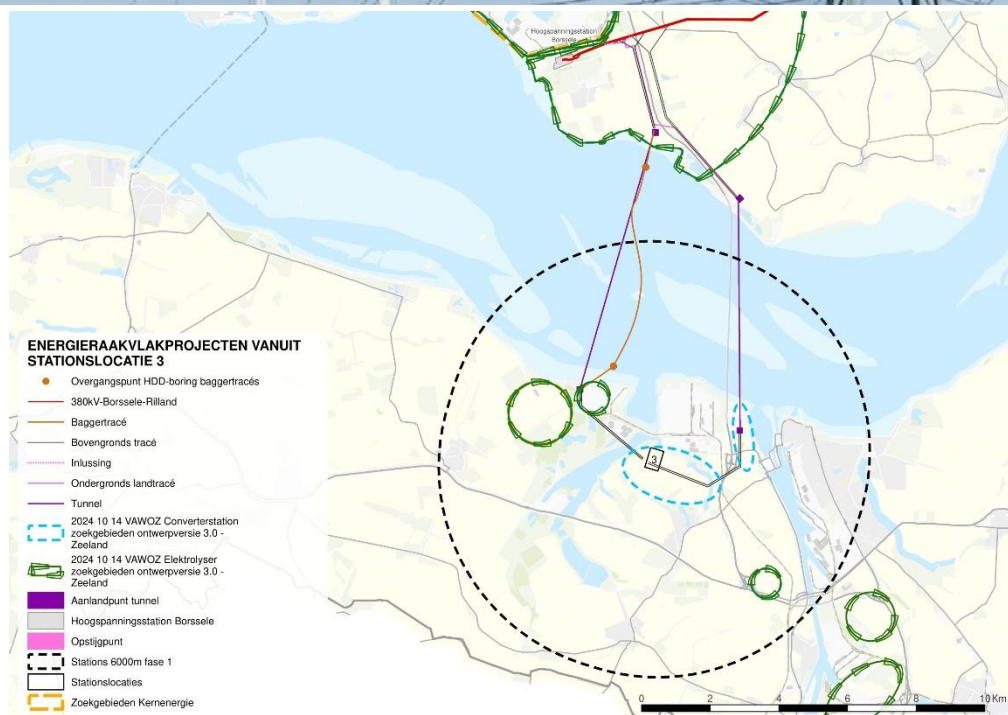 Hoogspanningsstation
Borssele
3
ENERGIERAAKVLAKPROJECTEN VANUIT
STATIONSLOCATIE 3
Overgangspunt HDD-boring baggertracés
380kV-Borssele-Rilland
Baggertracé
Bovengronds tracé
Inlussing
Ondergronds landtracé
Tunnel
2024 10 14 VAWOZ Converterstation
zoekgebieden ontwerpversie 3.0 -
Zeeland
2024 10 14 VAWOZ Elektrolyser
zoekgebieden ontwerpversie 3.0 -
Zeeland
Aanlandpunt tunnel
Hoogspanningsstation Borssele
Opstijgpunt
Stations 6000m fase 1
Stationslocaties
Zoekgebieden Kernenergie
0 2 4 6 8 10 Km